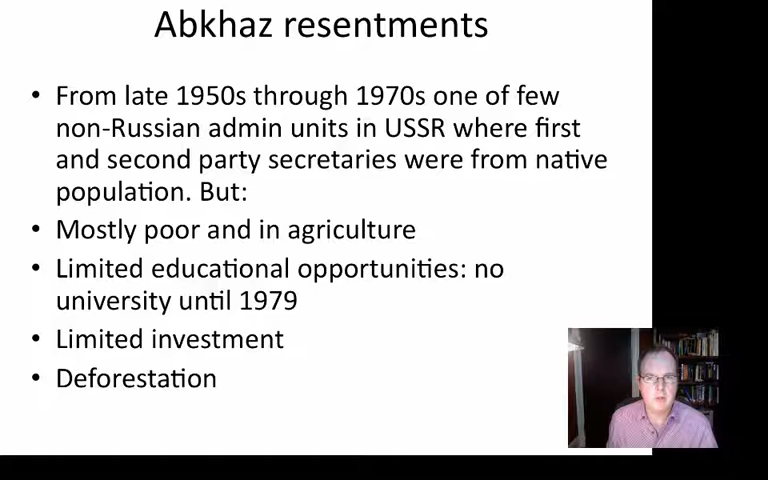 Abkhaz resentments
• From late 1950s through 1970s one of few
non-Russian admin units in USSR where first
and second party secretaries were from native
population. But:
• Mostly poor and in agriculture
• Limited educational opportunities: no
university until 1979
• Limited investment
• Deforestation